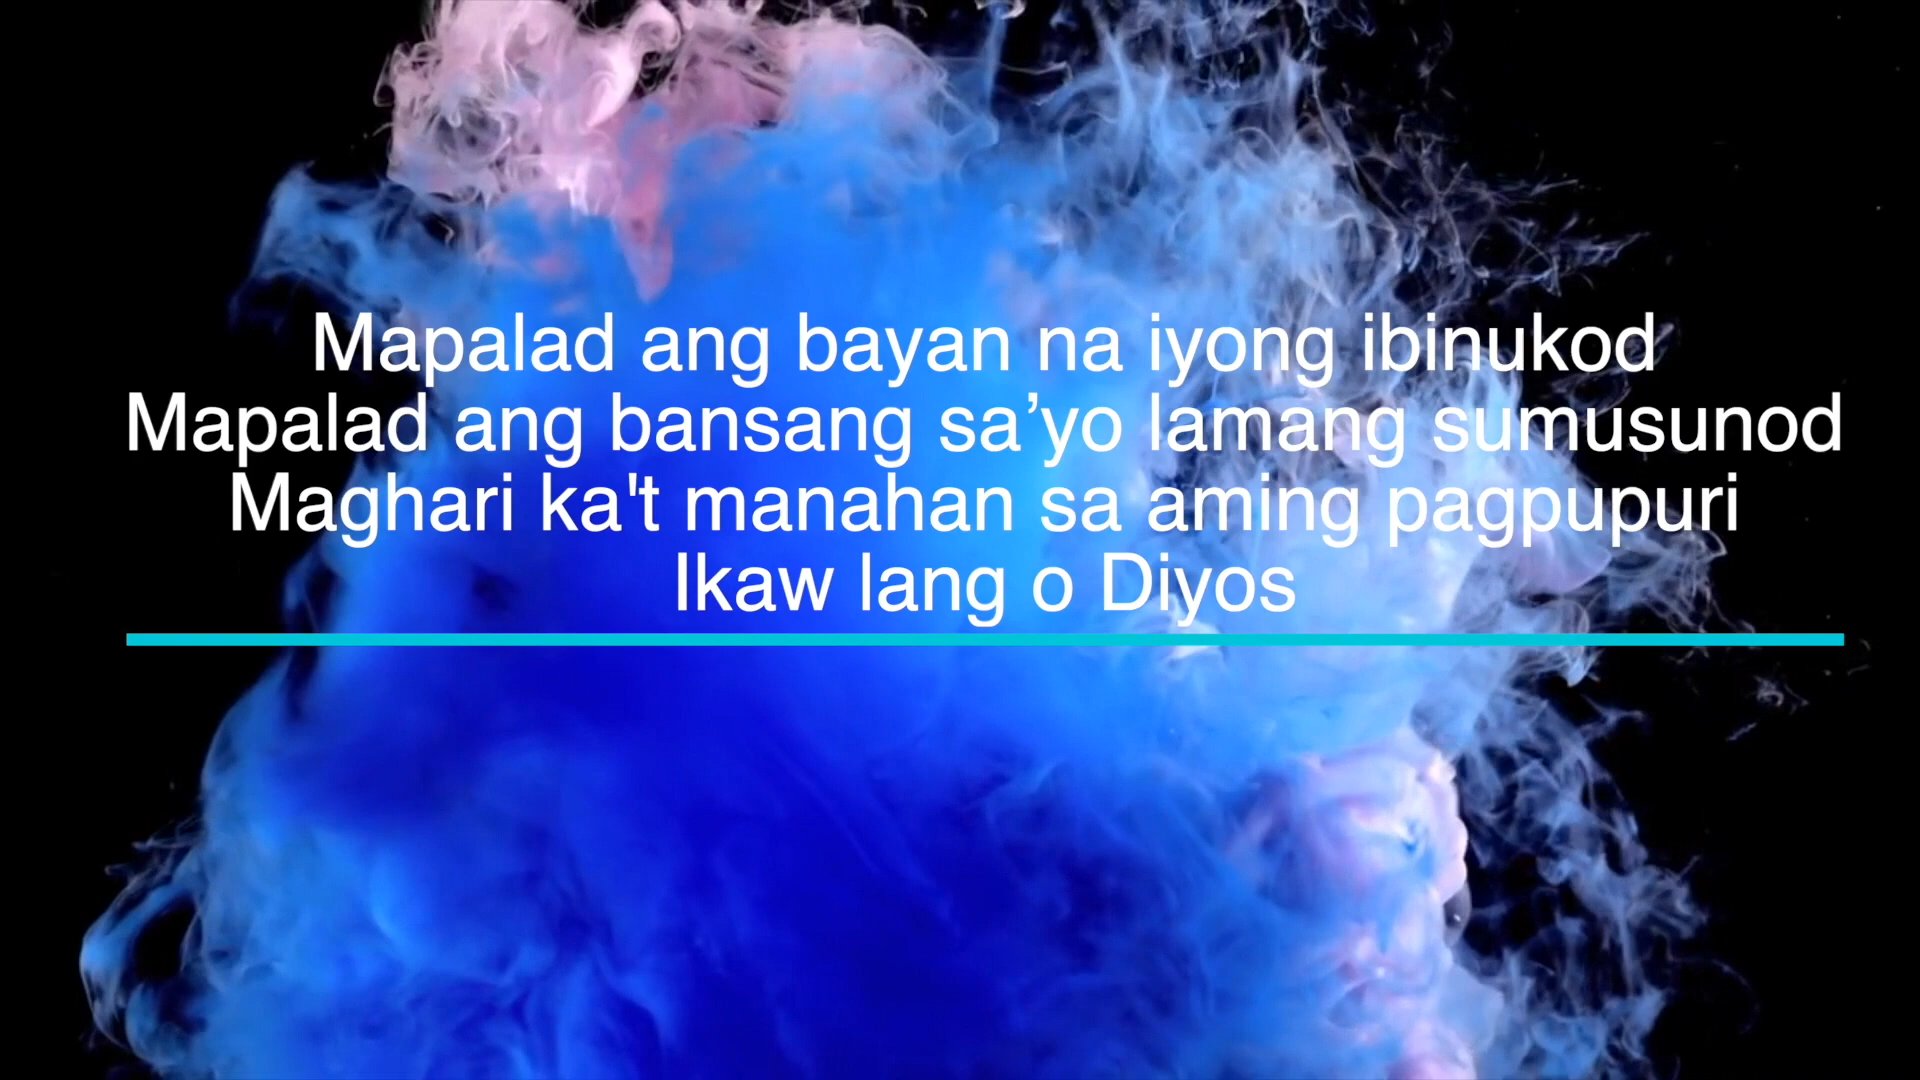 Mapalad ang bayan na iyong ibinukod
Mapalad ang bansang sa’yo lamang sumusunod
Maghari ka't manahan sa aming pagpupuri
Ikaw lang o Diyos